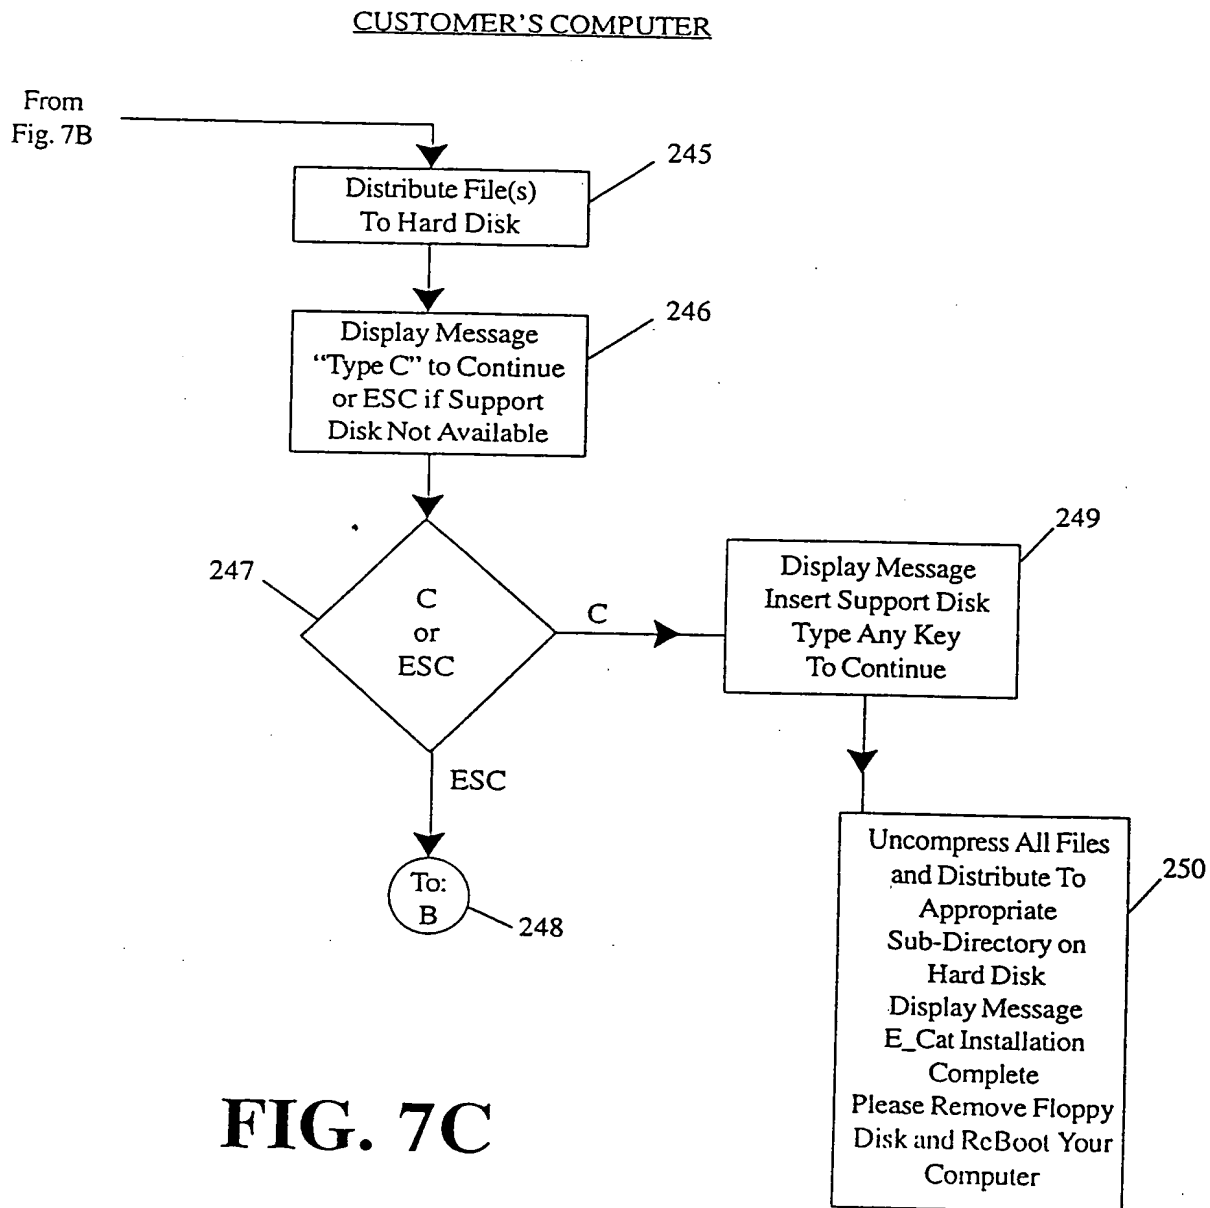 CUSTOMER'S COMPUTER
From
Fig. 7B
245
Distribute File(s)
To Hard Disk
246
Display Message
“Type C” to Continue
or ESC if Support
Disk Not Available
247
C
or
ESC
C
249
Display Message
Insert Support Disk
Type Any Key
To Continue
ESC
To:
B
248
250
Uncompress All Files
and Distribute To
Appropriate
Sub-Directory on
Hard Disk
Display Message
E_Cat Installation
Complete
Please Remove Floppy
Disk and ReBoot Your
Computer
FIG. 7C